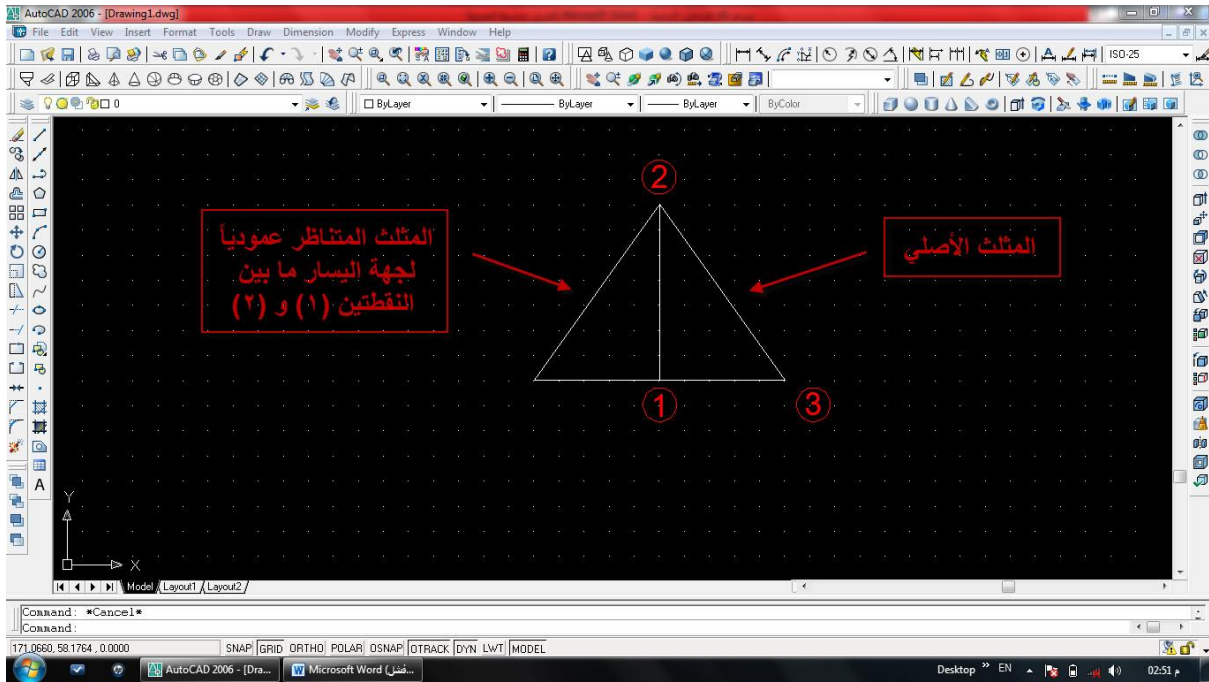 AutoCAD 2006 - [Drawing1.dwg]
File Edit View Insert Format Tools Draw Dimension Modify Express Window Help
ISO-25
0
ByLayer
ByLayer
ByLayer
ByColor
2
المثلث المتناظر عمودياً
لجهة اليسار ما بين
النقطتين (١) و (٢)
المثلث الأصلي
1
3
A
Y
X
Model Layout1 Layout2
Command: *Cancel*
Command:
171.0660, 58.1764 , 0.0000 SNAP GRID ORTHO POLAR OSNAP OTRACK DYN LWT MODEL
AutoCAD 2006 - [Dra... Microsoft Word (فشل... Desktop » EN 02:51 م